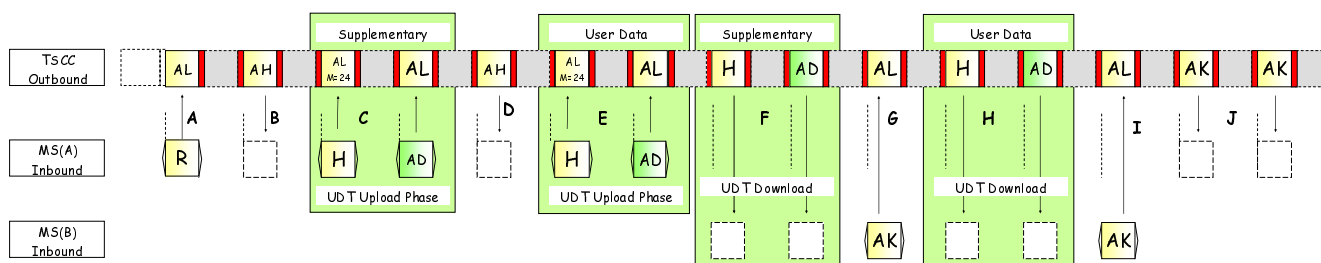 Supplementary
User Data
Supplementary
User Data
TSCC
Outbound
AL
AH
AL
M=24
AL
AH
AL
M=24
AL
H
AD
AL
H
AD
AL
AK
AK
A
B
C
D
E
F
G
H
I
J
MS(A)
Inbound
R
H
AD
H
AD
UDT Upload Phase
UDT Upload Phase
UDT Download
UDT Download
MS(B)
Inbound
AK
AK